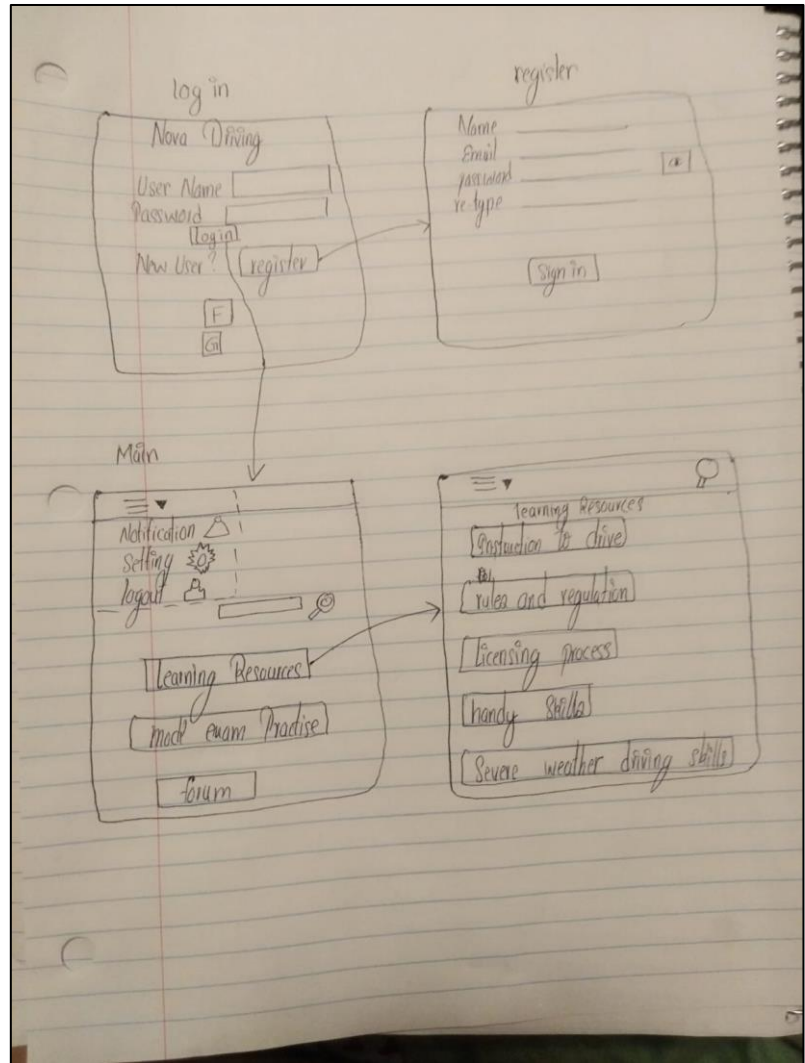 log in
Nova Driving
User Name
Password
Login
New User? register
F
G
register
Name
Email
password
re-type
or
Sign in
Main
Notification
Setting
logout
Learning Resources
mock exam Practise
forum
learning Resources
Instruction to drive
rules and regulation
Licensing process
handy Skills
Severe weather driving skills